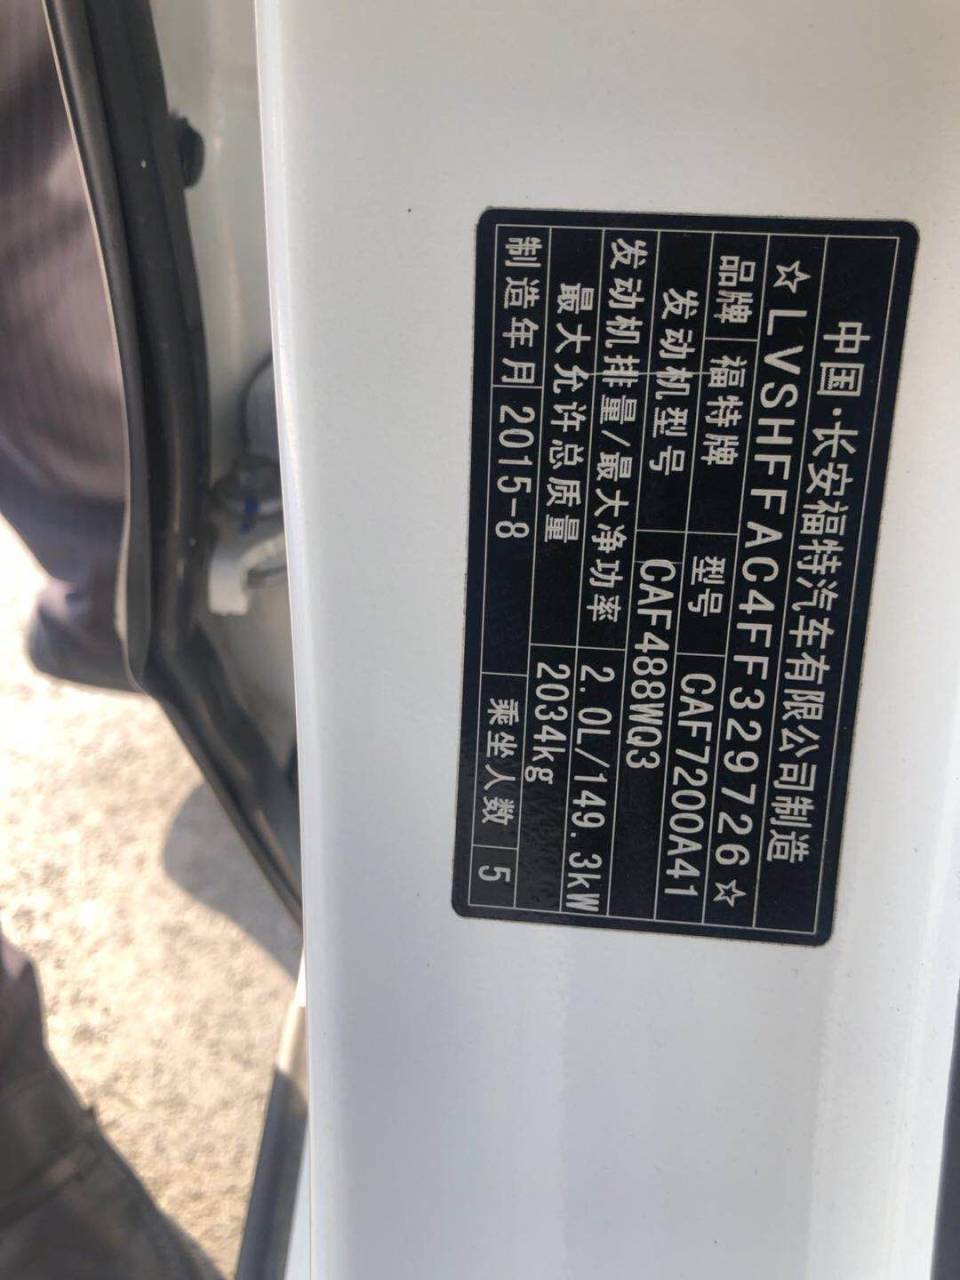 中国·长安福特汽车有限公司制造
☆LVSHFFAC4FF329726☆
品牌 福特牌 型号 CAF7200A41
发动机型号 CAF488WQ3
发动机排量/最大净功率 2.0L/149.3kW
最大允许总质量 2034kg
制造年月 2015-8 乘坐人数 5